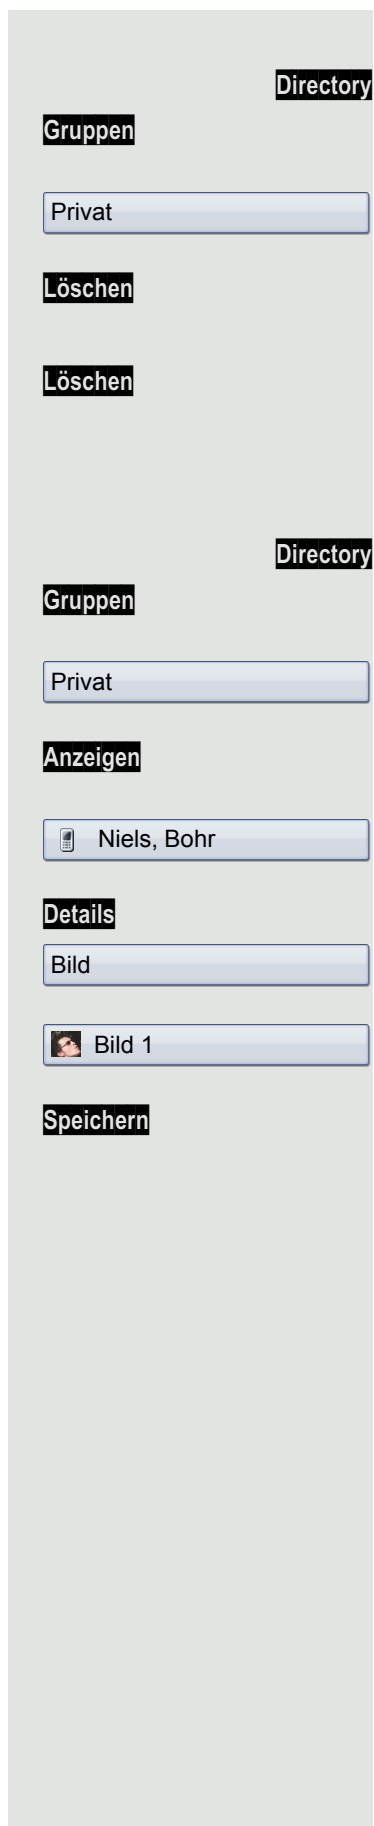 Directory
Gruppen
Privat
Löschen
Löschen
Directory
Gruppen
Privat
Anzeigen
Niels, Bohr
Details
Bild
Bild 1
Speichern